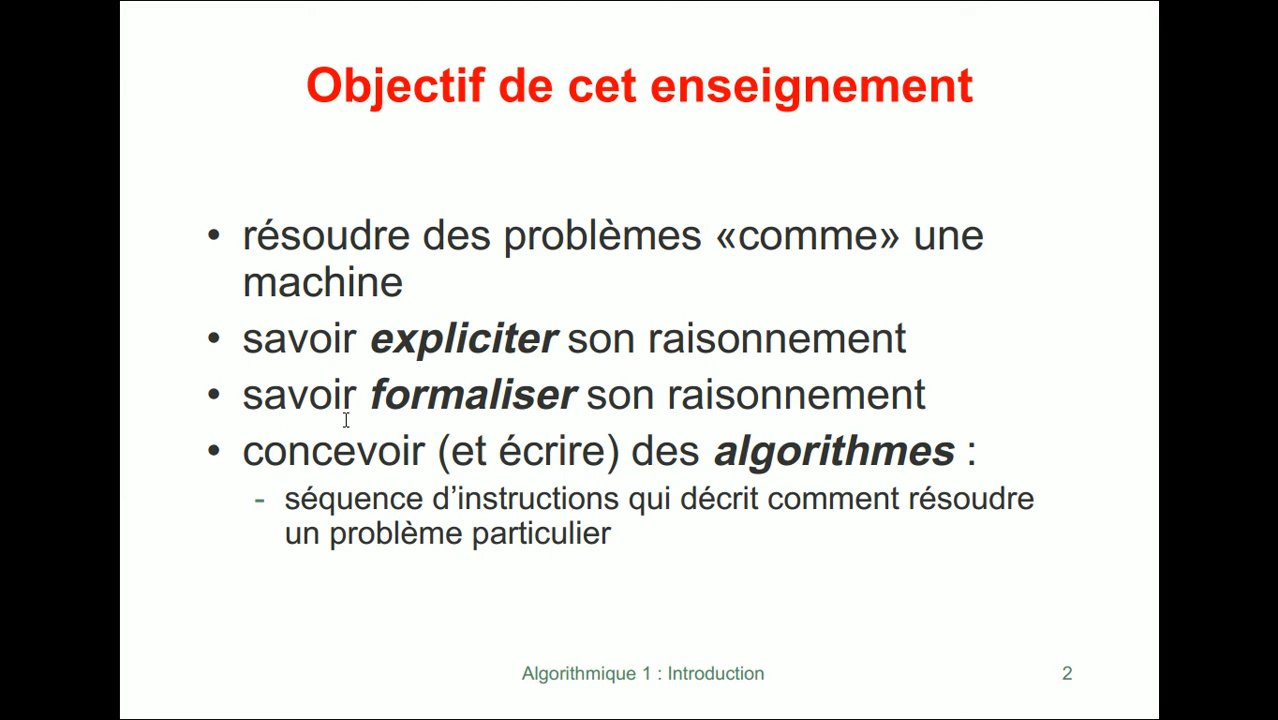 Objectif de cet enseignement
• résoudre des problèmes «comme» une
machine
• savoir expliciter son raisonnement
• savoir formaliser son raisonnement
• concevoir (et écrire) des algorithmes :
- séquence d’instructions qui décrit comment résoudre
un problème particulier
Algorithmique 1 : Introduction 2